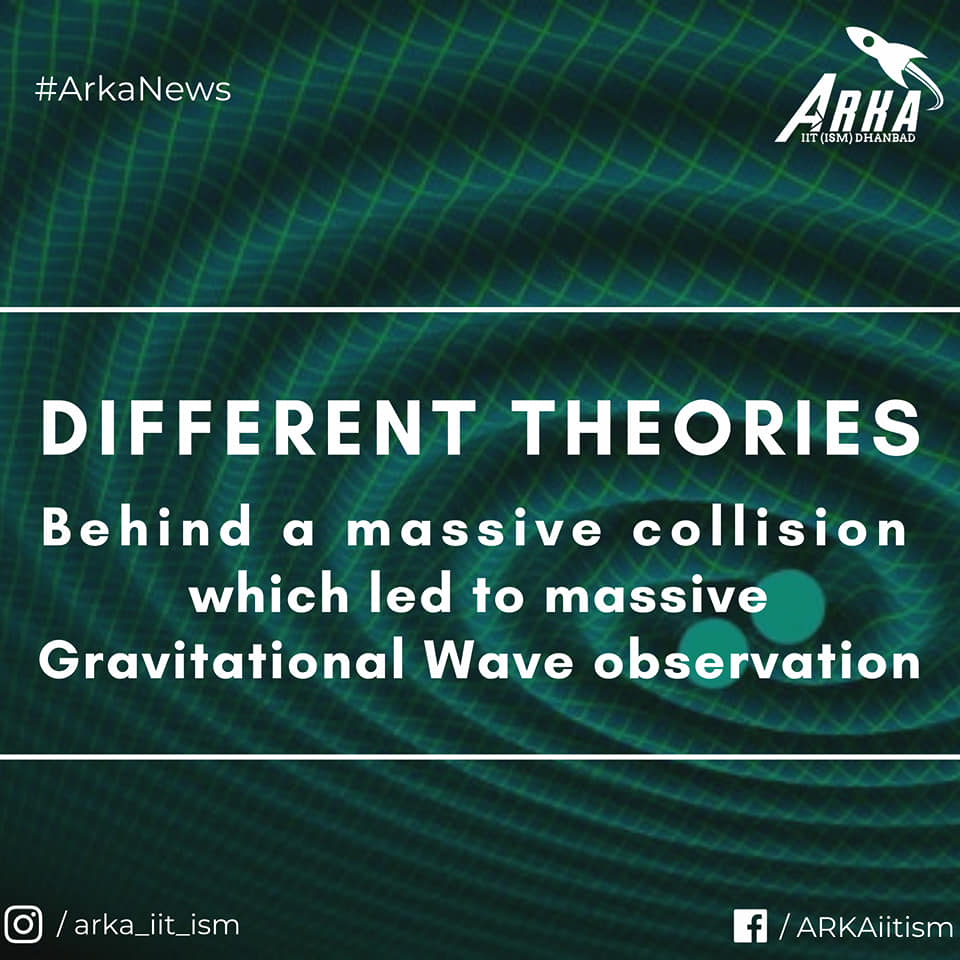 #ArkaNews
ARKA
IIT (ISM) DHANBAD
DIFFERENT THEORIES
Behind a massive collision
which led to massive
Gravitational Wave observation
/ arka_iit_ism
/ ARKAiitism